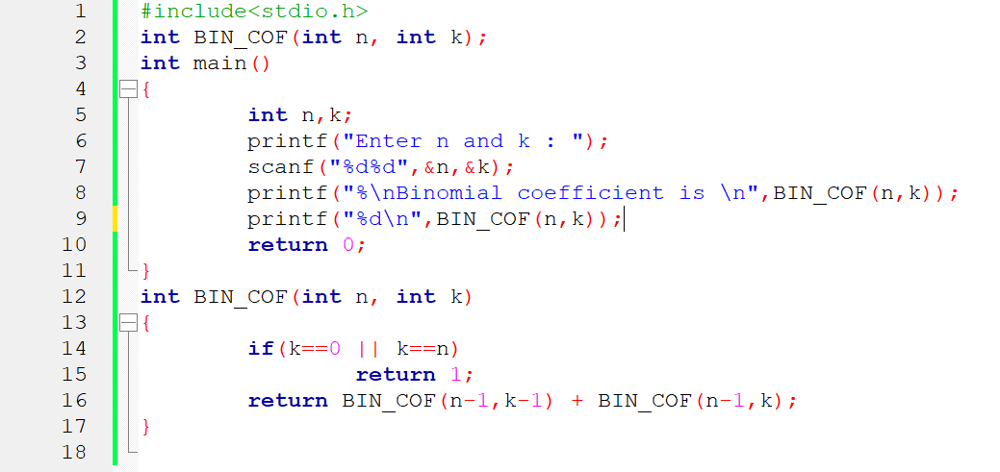 1 #include<stdio.h>
2 int BIN_COF(int n, int k);
3 int main()
4 {
5 int n,k;
6 printf("Enter n and k : ");
7 scanf("%d%d",&n,&k);
8 printf("%\nBinomial coefficient is \n",BIN_COF(n,k));
9 printf("%d\n",BIN_COF(n,k));
10 return 0;
11 }
12 int BIN_COF(int n, int k)
13 {
14 if(k==0 || k==n)
15 return 1;
16 return BIN_COF(n-1,k-1) + BIN_COF(n-1,k);
17 }
18